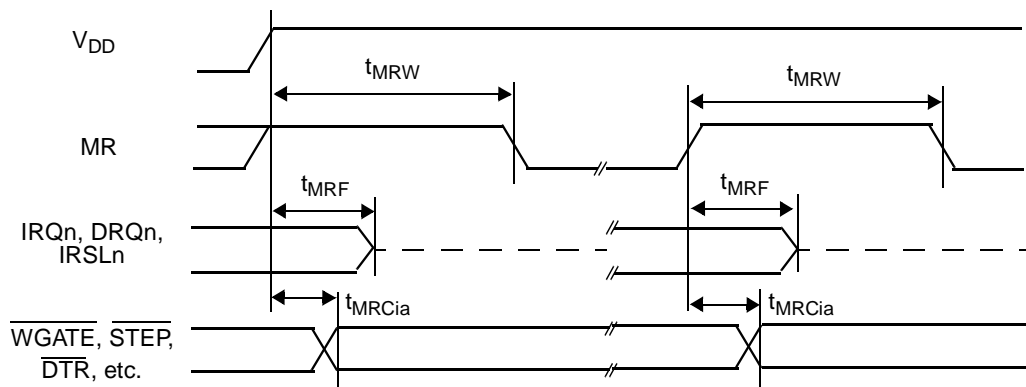 VDD
tMRW
tMRW
MR
tMRF
tMRF
IRQn, DRQn,
IRSLn
tMRCia
tMRCia
WGATE, STEP,
DTR, etc.